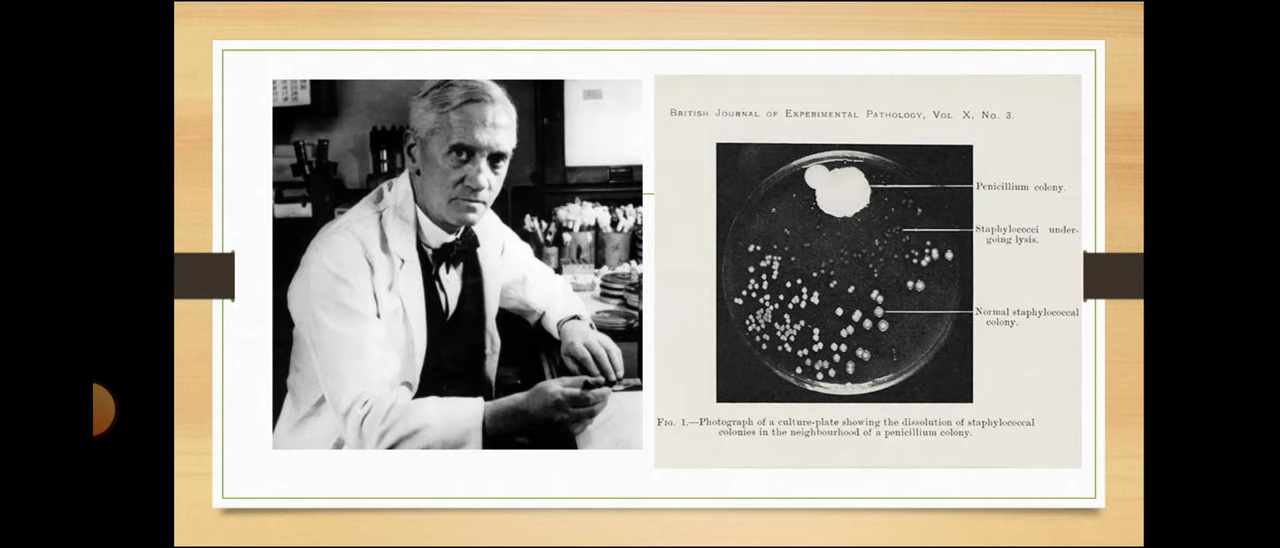 BRITISH JOURNAL OF EXPERIMENTAL PATHOLOGY, VOL. X, NO. 3.
Penicillium colony.
Staphylococci under-
going lysis.
Normal staphylococcal
colony.
FIG. 1.—Photograph of a culture-plate showing the dissolution of staphylococcal
colonies in the neighbourhood of a penicillium colony.